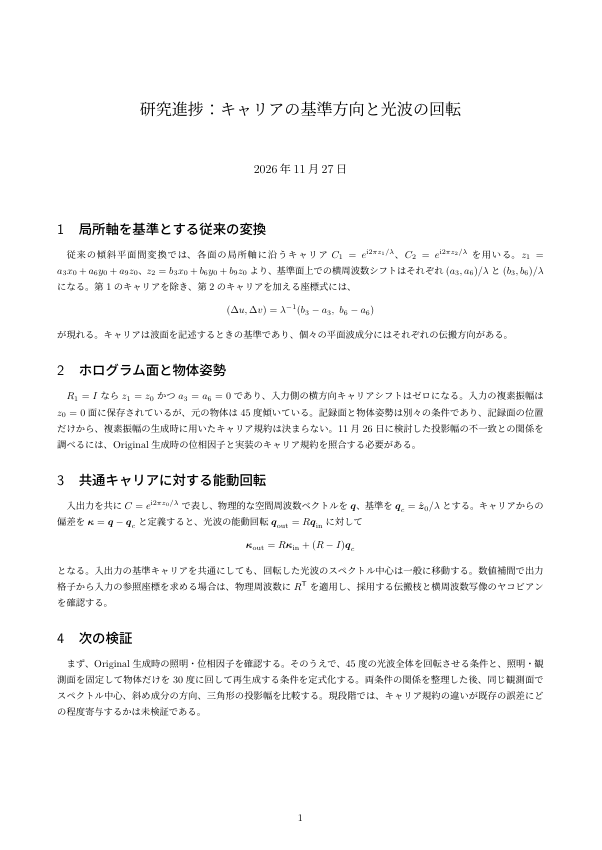 研究進捗：キャリアの基準方向と光波の回転
2026 年 11 月 27 日
1 局所軸を基準とする従来の変換
従来の傾斜平面間変換では、各面の局所軸に沿うキャリア C₁ = e^{i2πz₁/λ}、C₂ = e^{i2πz₂/λ} を用いる。z₁ =
a₃x₀ + a₆y₀ + a₉z₀、z₂ = b₃x₀ + b₆y₀ + b₉z₀ より、基準面上での横周波数シフトはそれぞれ (a₃, a₆)/λ と (b₃, b₆)/λ
になる。第 1 のキャリアを除き、第 2 のキャリアを加える座標式には、
(Δu, Δv) = λ⁻¹(b₃ − a₃, b₆ − a₆)
が現れる。キャリアは波面を記述するときの基準であり、個々の平面波成分にはそれぞれの伝搬方向がある。
2 ホログラム面と物体姿勢
R₁ = I なら z₁ = z₀ かつ a₃ = a₆ = 0 であり、入力側の横方向キャリアシフトはゼロになる。入力の複素振幅は
z₀ = 0 面に保存されているが、元の物体は 45 度傾いている。記録面と物体姿勢は別々の条件であり、記録面の位置
だけから、複素振幅の生成時に用いたキャリア規約は決まらない。11 月 26 日に検討した投影幅の不一致との関係を
調べるには、Original 生成時の位相因子と実装のキャリア規約を照合する必要がある。
3 共通キャリアに対する能動回転
入出力を共に C = e^{i2πz₀/λ} で表し、物理的な空間周波数ベクトルを q、基準を q_c = ẑ₀/λ とする。キャリアからの
偏差を κ = q − q_c と定義すると、光波の能動回転 q_out = Rq_in に対して
κ_out = Rκ_in + (R − I)q_c
となる。入出力の基準キャリアを共通にしても、回転した光波のスペクトル中心は一般に移動する。数値補間で出力
格子から入力の参照座標を求める場合は、物理周波数に Rᵀ を適用し、採用する伝搬枝と横周波数写像のヤコビアン
を確認する。
4 次の検証
まず、Original 生成時の照明・位相因子を確認する。そのうえで、45 度の光波全体を回転させる条件と、照明・観
測面を固定して物体だけを 30 度に回して再生成する条件を定式化する。両条件の関係を整理した後、同じ観測面で
スペクトル中心、斜め成分の方向、三角形の投影幅を比較する。現段階では、キャリア規約の違いが既存の誤差にど
の程度寄与するかは未検証である。
1